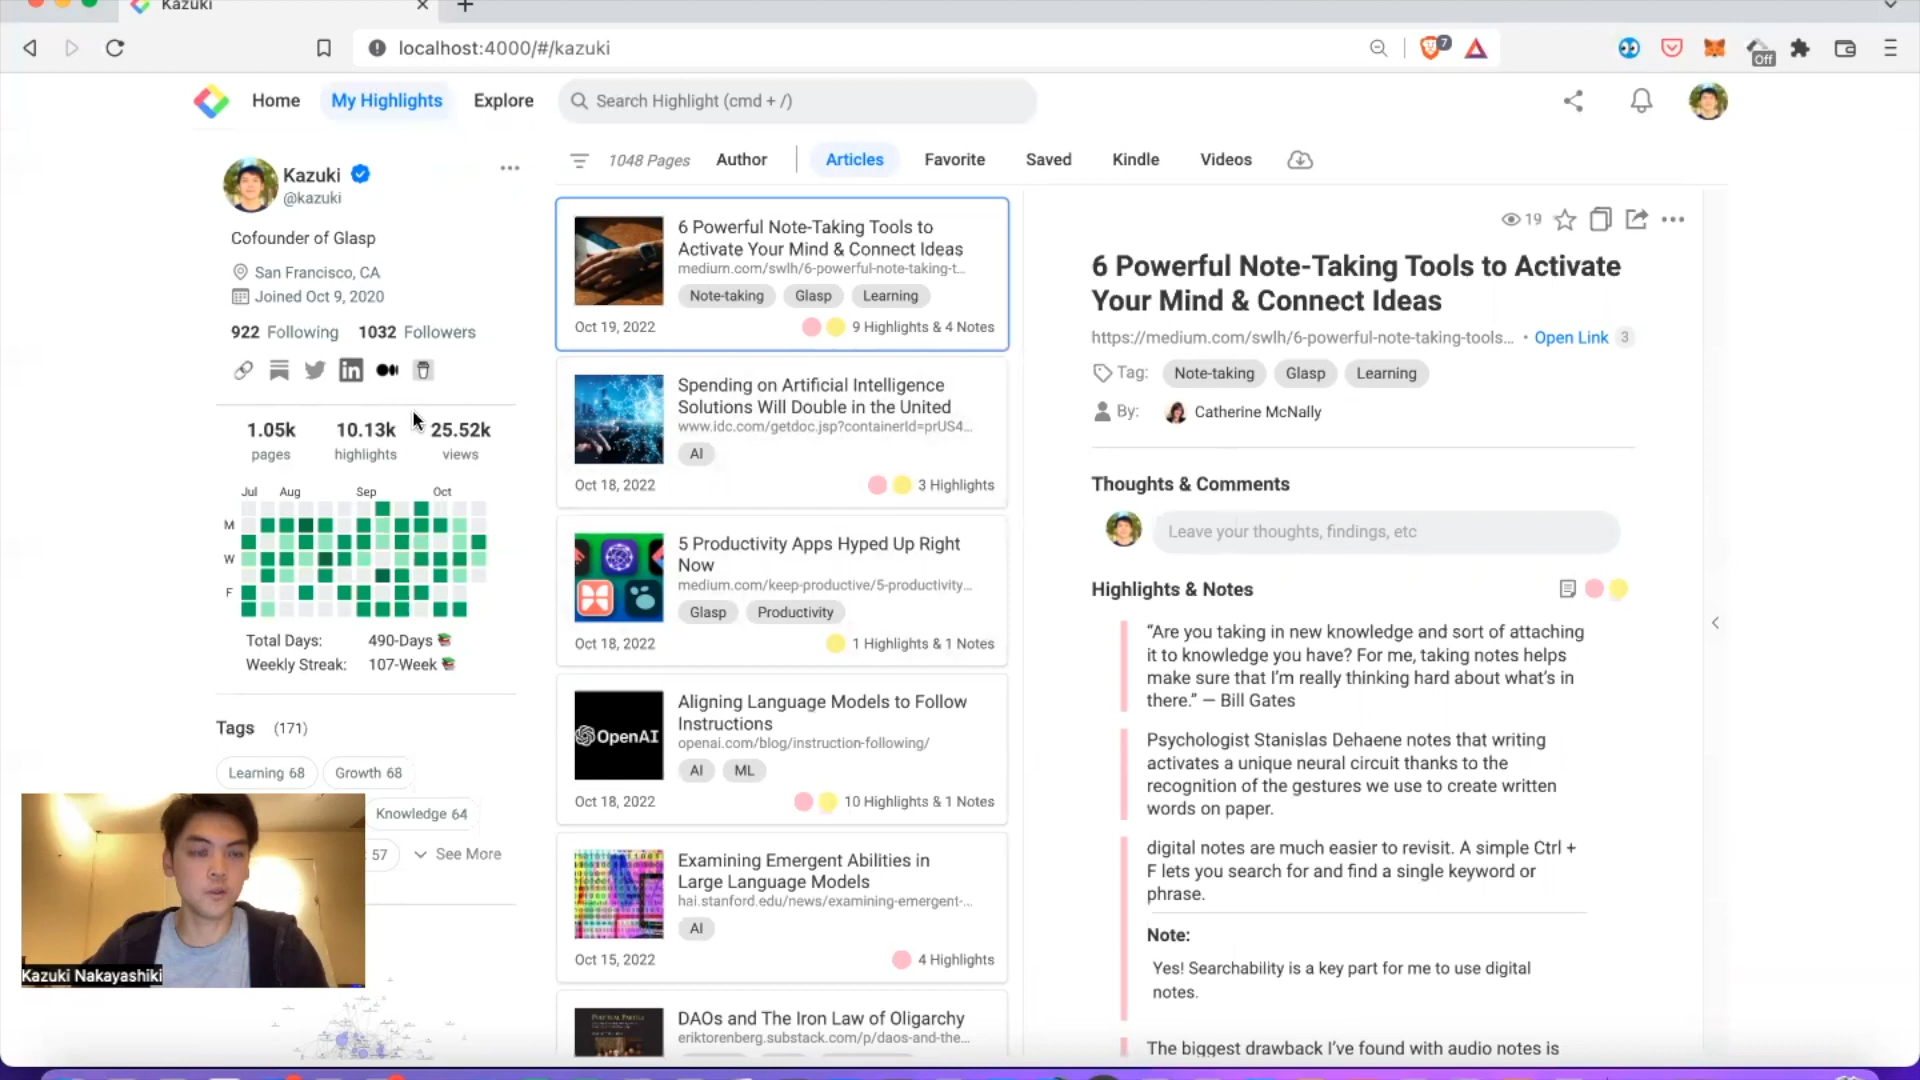 Kazuki
localhost:4000/#/kazuki
7
Off
Home
My Highlights
Explore
Search Highlight (cmd + /)
Kazuki
@kazuki
Cofounder of Glasp
San Francisco, CA
Joined Oct 9, 2020
922 Following 1032 Followers
1.05k
pages
10.13k
highlights
25.52k
views
Jul Aug Sep Oct
M
W
F
Total Days: 490-Days
Weekly Streak: 107-Week
Tags (171)
Learning 68
Growth 68
Knowledge 64
57
See More
Kazuki Nakayashiki
1048 Pages
Author
Articles
Favorite
Saved
Kindle
Videos
6 Powerful Note-Taking Tools to
Activate Your Mind & Connect Ideas
medium.com/swlh/6-powerful-note-taking-t...
Note-taking
Glasp
Learning
Oct 19, 2022
9 Highlights & 4 Notes
Spending on Artificial Intelligence
Solutions Will Double in the United
www.idc.com/getdoc.jsp?containerId=prUS4...
AI
Oct 18, 2022
3 Highlights
5 Productivity Apps Hyped Up Right
Now
medium.com/keep-productive/5-productivity...
Glasp
Productivity
Oct 18, 2022
1 Highlights & 1 Notes
OpenAI
Aligning Language Models to Follow
Instructions
openai.com/blog/instruction-following/
AI
ML
Oct 18, 2022
10 Highlights & 1 Notes
Examining Emergent Abilities in
Large Language Models
hai.stanford.edu/news/examining-emergent-...
AI
Oct 15, 2022
4 Highlights
DAOs and The Iron Law of Oligarchy
eriktorenberg.substack.com/p/daos-and-the...
19
6 Powerful Note-Taking Tools to Activate
Your Mind & Connect Ideas
https://medium.com/swlh/6-powerful-note-taking-tools... • Open Link 3
Tag: Note-taking Glasp Learning
By: Catherine McNally
Thoughts & Comments
Leave your thoughts, findings, etc
Highlights & Notes
“Are you taking in new knowledge and sort of attaching
it to knowledge you have? For me, taking notes helps
make sure that I’m really thinking hard about what’s in
there.” — Bill Gates
Psychologist Stanislas Dehaene notes that writing
activates a unique neural circuit thanks to the
recognition of the gestures we use to create written
words on paper.
digital notes are much easier to revisit. A simple Ctrl +
F lets you search for and find a single keyword or
phrase.
Note:
Yes! Searchability is a key part for me to use digital
notes.
The biggest drawback I’ve found with audio notes is